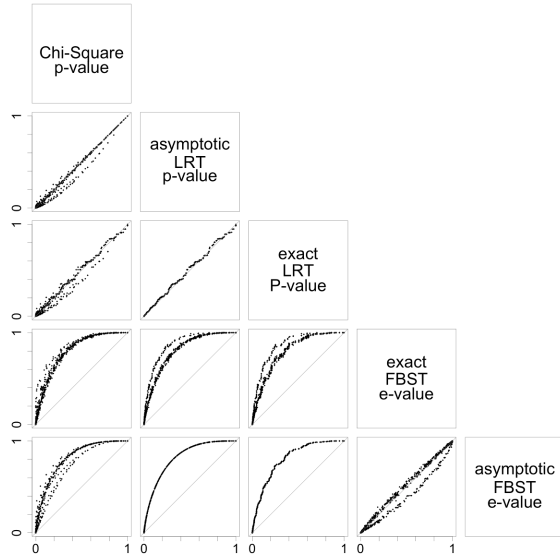 Chi-Square
p-value
1
0
asymptotic
LRT
p-value
1
0
exact
LRT
P-value
1
0
exact
FBST
e-value
1
0
asymptotic
FBST
e-value
0 1 0 1 0 1 0 1